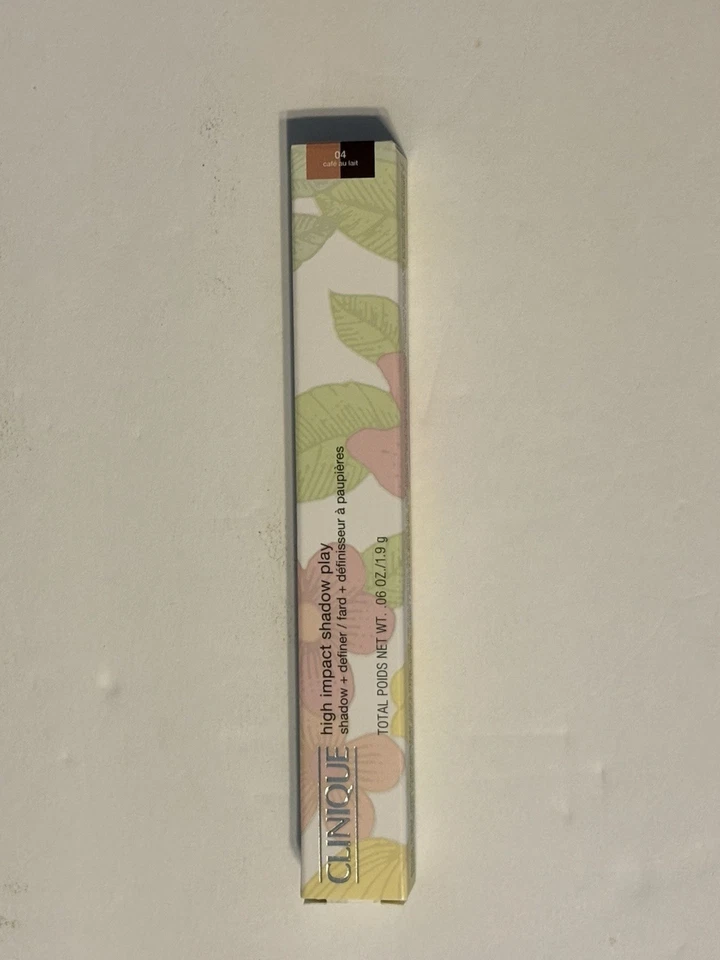 04
café au lait
CLINIQUE
high impact shadow play
shadow + definer / fard + définisseur à paupières
TOTAL POIDS NET WT. .06 OZ./1.9 g